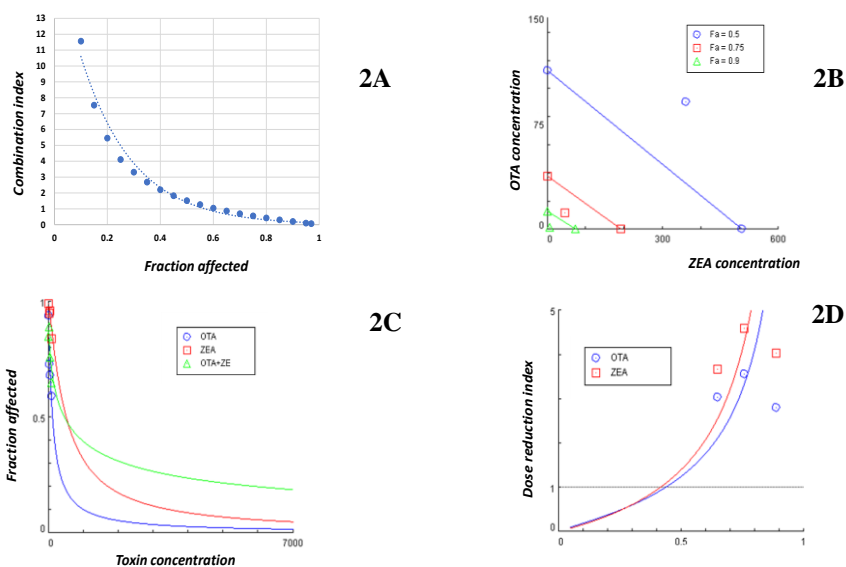 13
12
11
10
9
8
7
6
5
4
3
2
1
0
0 0.2 0.4 0.6 0.8 1
Combination index
Fraction affected
2A
150
75
0
0 300 600
OTA concentration
ZEA concentration
Fa = 0.5
Fa = 0.75
Fa = 0.9
2B
1
0.5
0
0 7000
Fraction affected
Toxin concentration
OTA
ZEA
OTA+ZE
2C
5
1
0
0 0.5 1
Dose reduction index
OTA
ZEA
2D